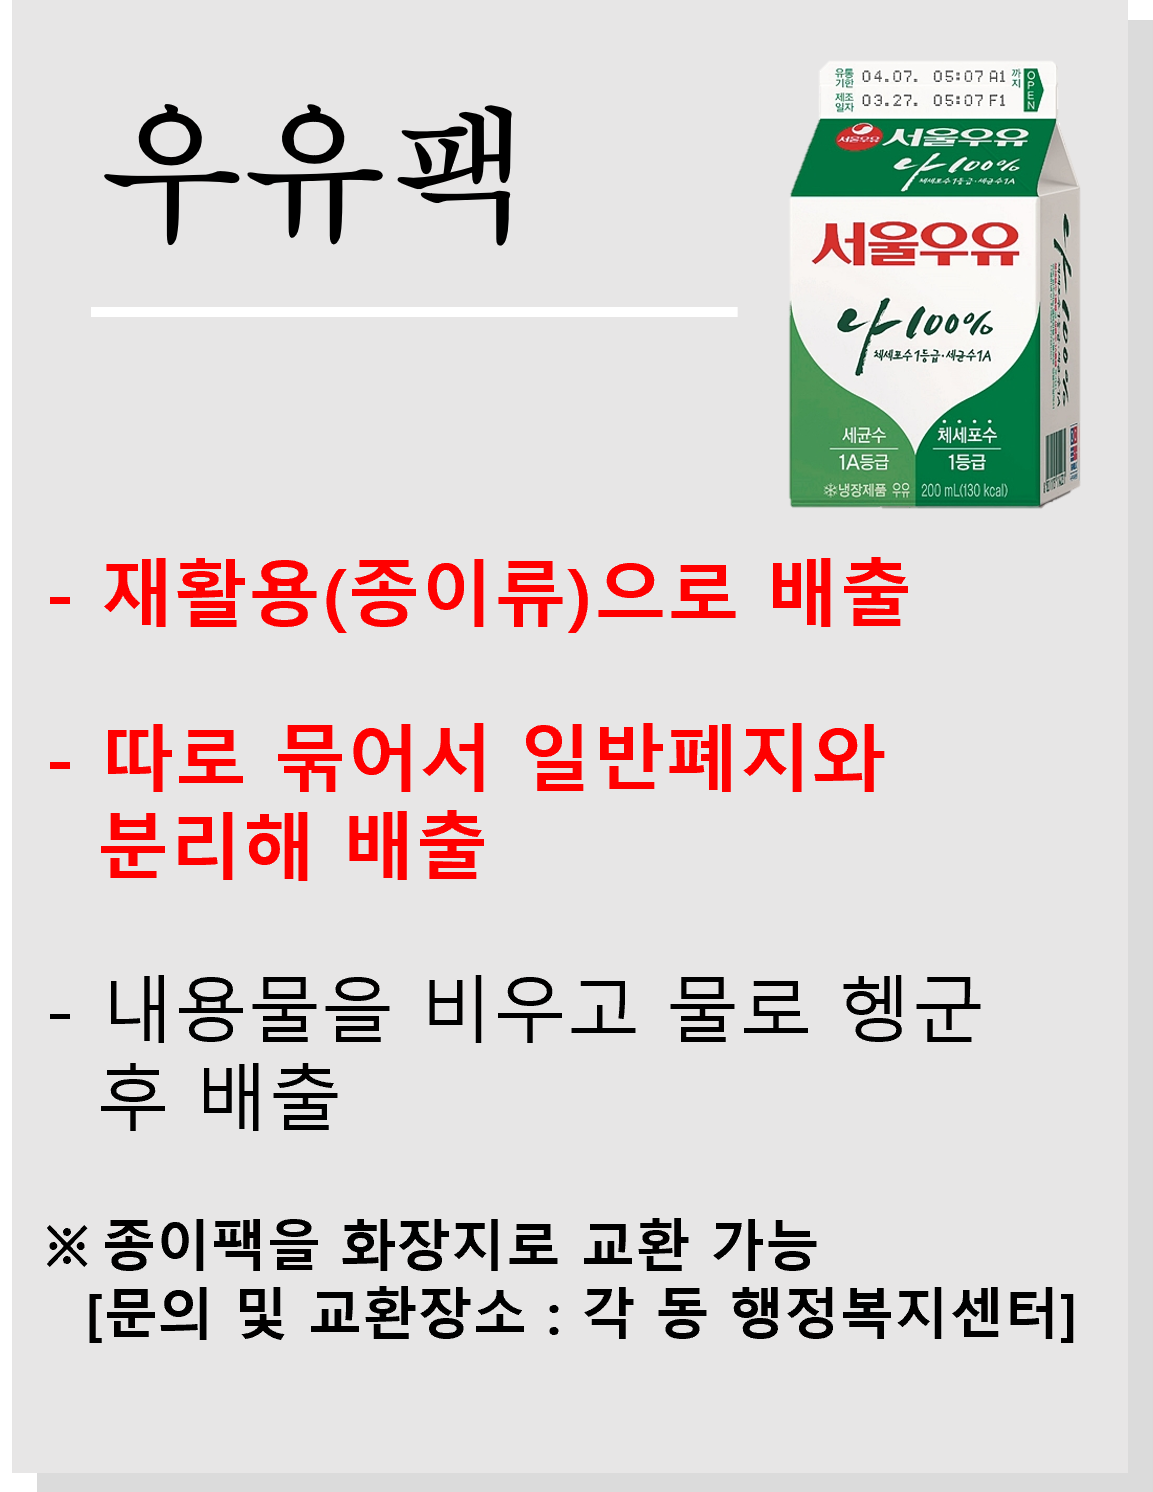 우유팩
유통기한 04.07. 05:07 A1 까지
제조일자 03.27. 05:07 F1
OPEN
서울우유 서울우유
나100%
체세포수1등급·세균수1A
서울우유
나100%
체세포수1등급·세균수1A
세균수 체세포수
1A등급 1등급
냉장제품 우유 200 mL(130 kcal)
나100%
- 재활용(종이류)으로 배출
- 따로 묶어서 일반폐지와
분리해 배출
- 내용물을 비우고 물로 헹군
후 배출
※ 종이팩을 화장지로 교환 가능
[문의 및 교환장소 : 각 동 행정복지센터]